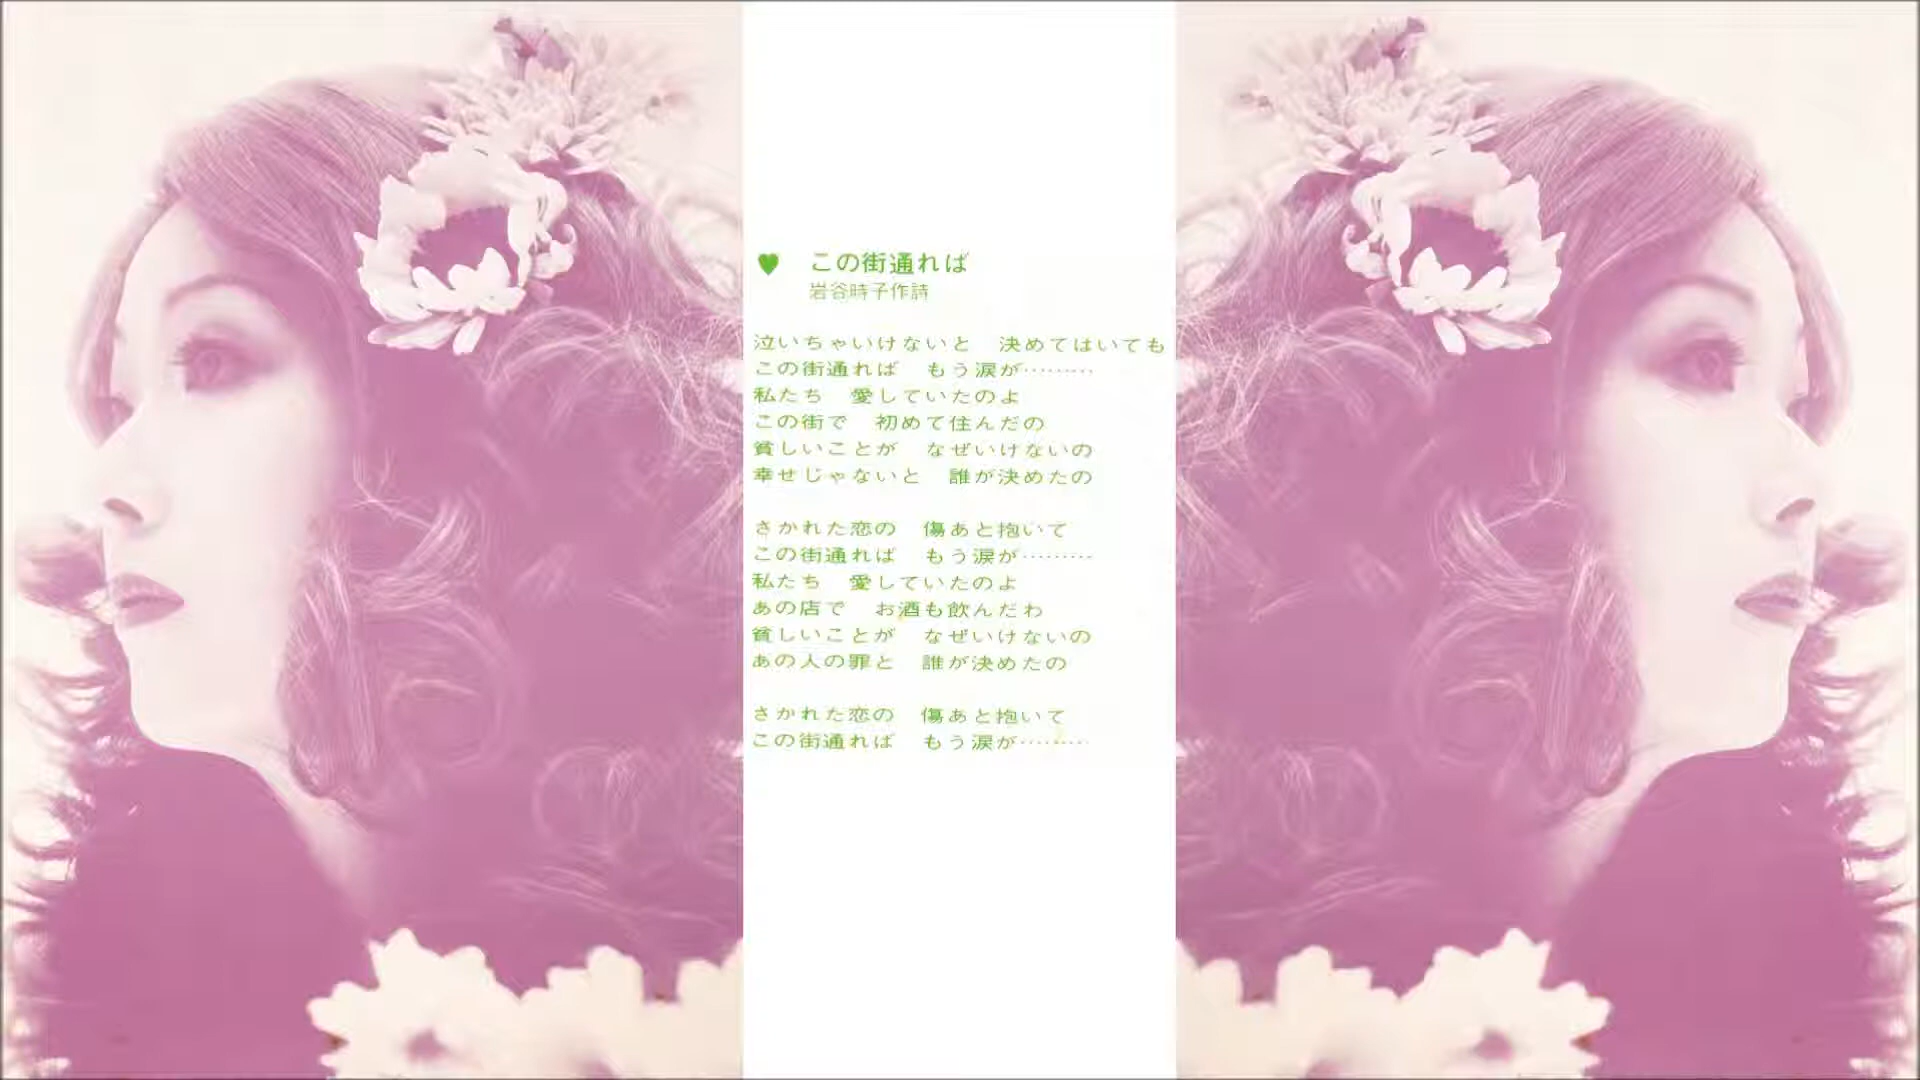 ♥ この街通れば
岩谷時子作詩
泣いちゃいけないと 決めてはいても
この街通れば もう涙が………
私たち 愛していたのよ
この街で 初めて住んだの
貧しいことが なぜいけないの
幸せじゃないと 誰が決めたの
さかれた恋の 傷あと抱いて
この街通れば もう涙が………
私たち 愛していたのよ
あの店で お酒も飲んだわ
貧しいことが なぜいけないの
あの人の罪と 誰が決めたの
さかれた恋の 傷あと抱いて
この街通れば もう涙が………